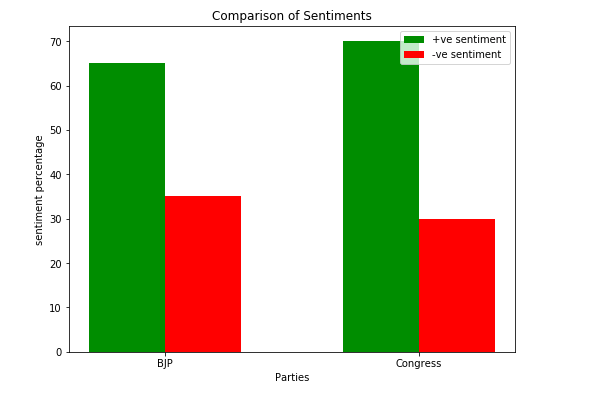 Comparison of Sentiments
+ve sentiment
-ve sentiment
sentiment percentage
70
60
50
40
30
20
10
0
BJP Congress
Parties